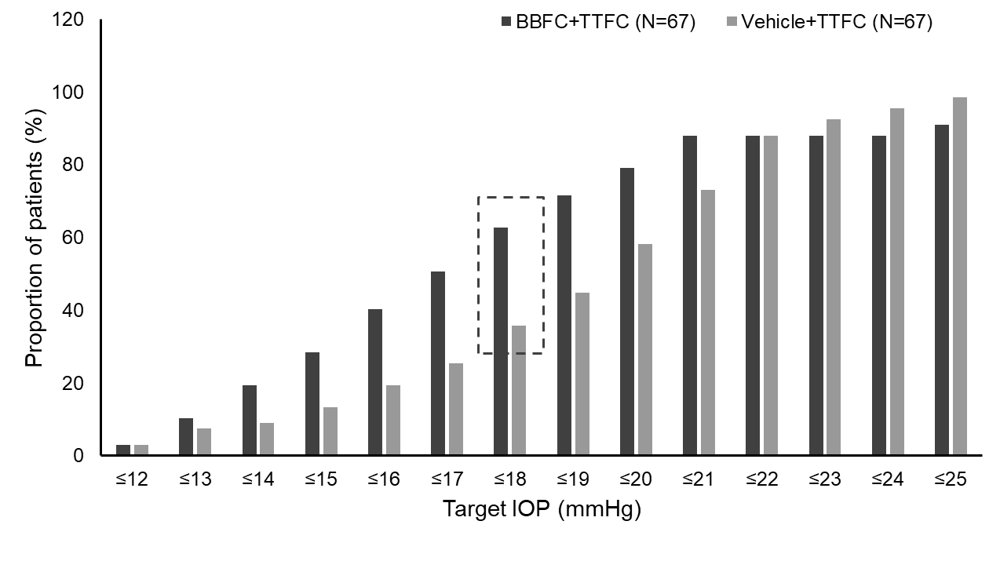 BBFC+TTFC (N=67) Vehicle+TTFC (N=67)
Proportion of patients (%)
120
100
80
60
40
20
0
≤12 ≤13 ≤14 ≤15 ≤16 ≤17 ≤18 ≤19 ≤20 ≤21 ≤22 ≤23 ≤24 ≤25
Target IOP (mmHg)